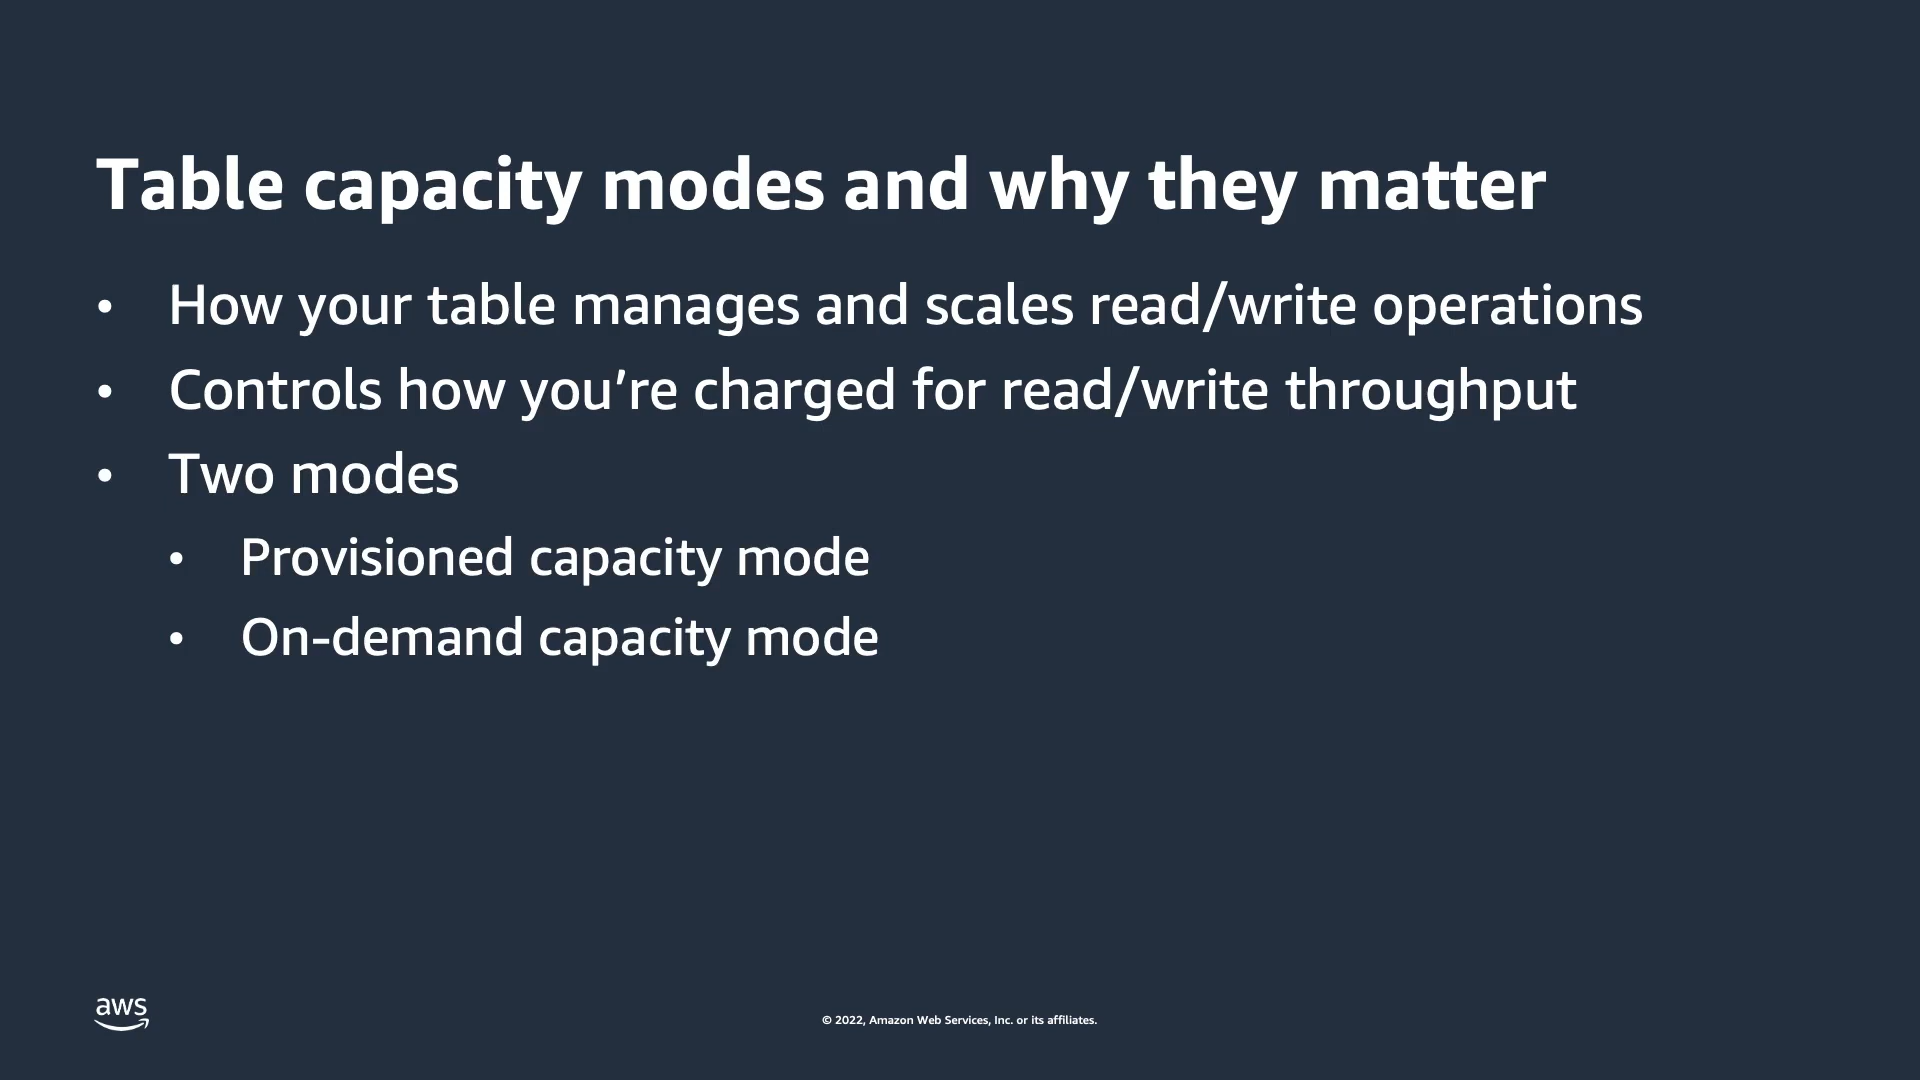 Table capacity modes and why they matter
• How your table manages and scales read/write operations
• Controls how you’re charged for read/write throughput
• Two modes
• Provisioned capacity mode
• On-demand capacity mode
aws
© 2022, Amazon Web Services, Inc. or its affiliates.